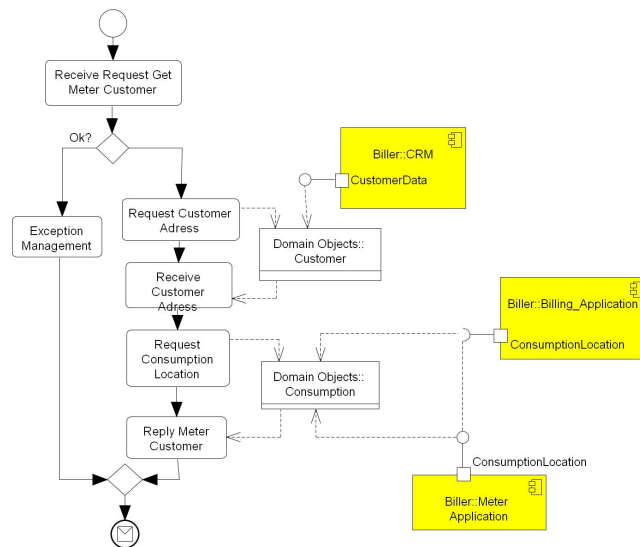 Receive Request Get
Meter Customer
Ok?
Biller::CRM
CustomerData
Request Customer
Adress
Exception
Management
Domain Objects::
Customer
Receive
Customer
Adress
Biller::Billing_Application
ConsumptionLocation
Request
Consumption
Location
Domain Objects::
Consumption
Reply Meter
Customer
ConsumptionLocation
Biller::Meter
Application